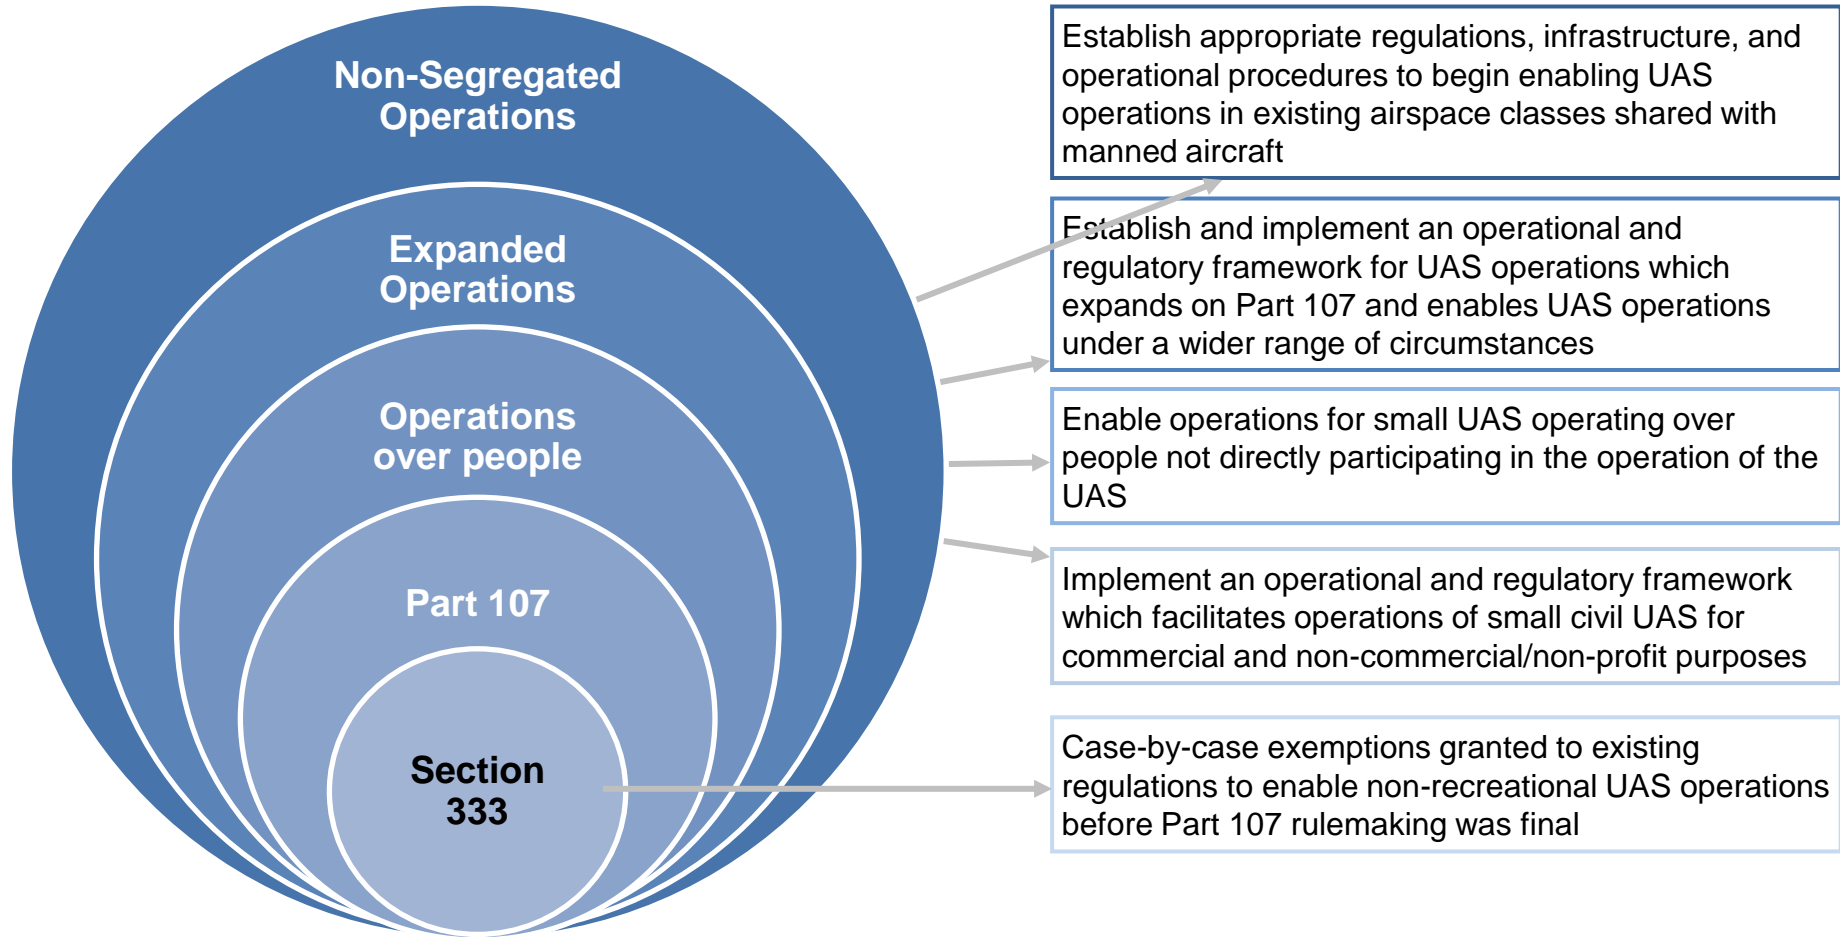 Non-Segregated
Operations
Expanded
Operations
Operations
over people
Part 107
Section
333
Establish appropriate regulations, infrastructure, and
operational procedures to begin enabling UAS
operations in existing airspace classes shared with
manned aircraft
Establish and implement an operational and
regulatory framework for UAS operations which
expands on Part 107 and enables UAS operations
under a wider range of circumstances
Enable operations for small UAS operating over
people not directly participating in the operation of the
UAS
Implement an operational and regulatory framework
which facilitates operations of small civil UAS for
commercial and non-commercial/non-profit purposes
Case-by-case exemptions granted to existing
regulations to enable non-recreational UAS operations
before Part 107 rulemaking was final